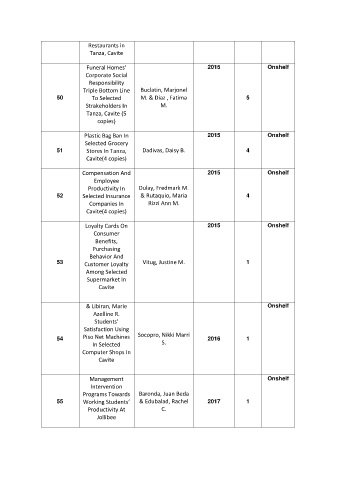 Restaurants in
Tanza, Cavite
50
Funeral Homes'
Corporate Social
Responsibility
Triple Bottom Line
To Selected
Strakeholders In
Tanza, Cavite (5
copies)
Buclatin, Marjonel
M. & Diaz , Fatima
M.
2015
5
Onshelf
51
Plastic Bag Ban In
Selected Grocery
Stores In Tanza,
Cavite(4 copies)
Dadivas, Daisy B.
2015
4
Onshelf
52
Compensation And
Employee
Productivity In
Selected Insurance
Companies In
Cavite(4 copies)
Dulay, Fredmark M.
& Rutaquio, Maria
Rizzi Ann M.
2015
4
Onshelf
53
Loyalty Cards On
Consumer
Benefits,
Purchasing
Behavior And
Customer Loyalty
Among Selected
Supermarket In
Cavite
Vitug, Justine M.
2015
1
Onshelf
54
& Libiran, Marie
Azelline R.
Students'
Satisfaction Using
Piso Net Machines
In Selected
Computer Shops In
Cavite
Socopro, Nikki Marri
S.
2016
1
Onshelf
55
Management
Intervention
Programs Towards
Working Students'
Productivity At
Jollibee
Barenda, Juan Beda
& Edubalad, Rachel
C.
2017
1
Onshelf